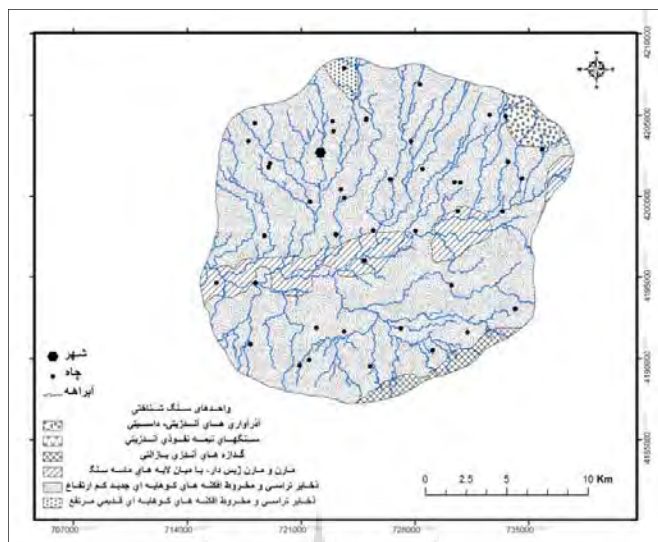 4210000
4205000
4200000
4195000
4190000
4185000
شهر
چاه
آبراهه
واحدهای سنگ شناختی
آذرآواری های آندزیتی، داسیتی
سنگهای نیمه نفوذی آندزیتی
گدازه های آندزی بازالتی
مارن و مارن ژیپس دار، با میان لایه های ماسه سنگ
ذخایر تراسی و مخروط افکنه های کوهپایه ای جدید کم ارتفاع
ذخایر تراسی و مخروط افکنه های کوهپایه ای قدیمی مرتفع
0 2.5 5 10 Km
707000 714000 721000 728000 735000